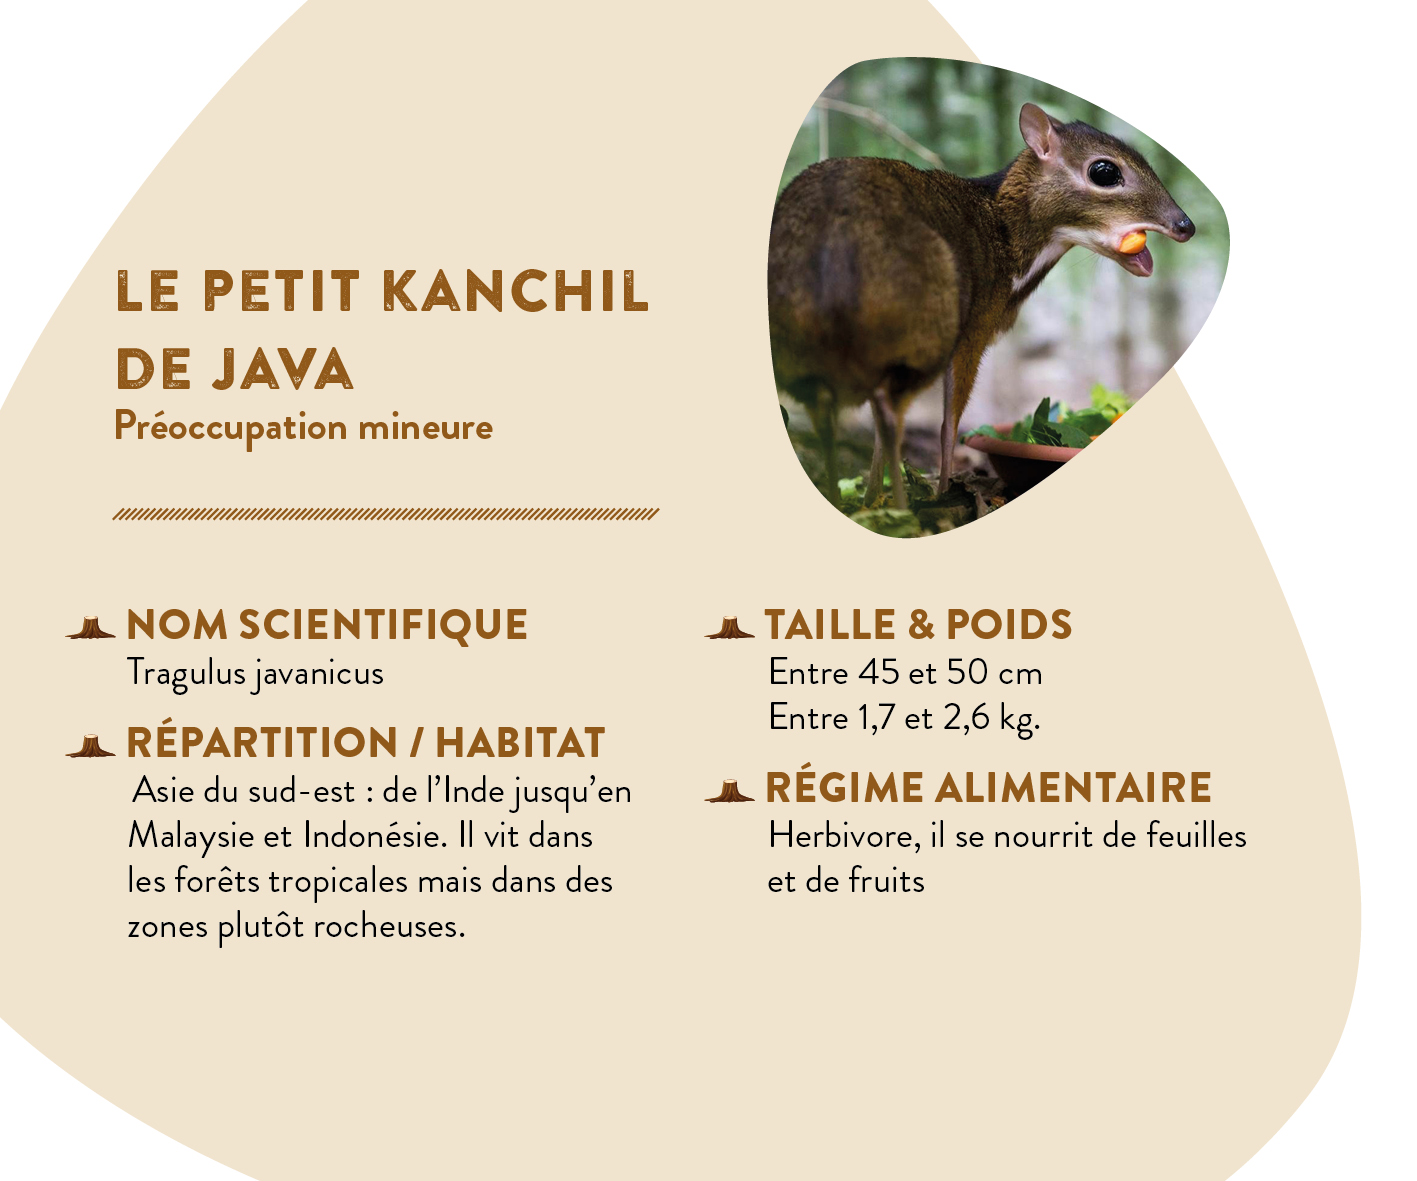 LE PETIT KANCHIL
DE JAVA
Préoccupation mineure
NOM SCIENTIFIQUE
Tragulus javanicus
RÉPARTITION / HABITAT
Asie du sud-est : de l’Inde jusqu’en
Malaysie et Indonésie. Il vit dans
les forêts tropicales mais dans des
zones plutôt rocheuses.
TAILLE & POIDS
Entre 45 et 50 cm
Entre 1,7 et 2,6 kg.
RÉGIME ALIMENTAIRE
Herbivore, il se nourrit de feuilles
et de fruits